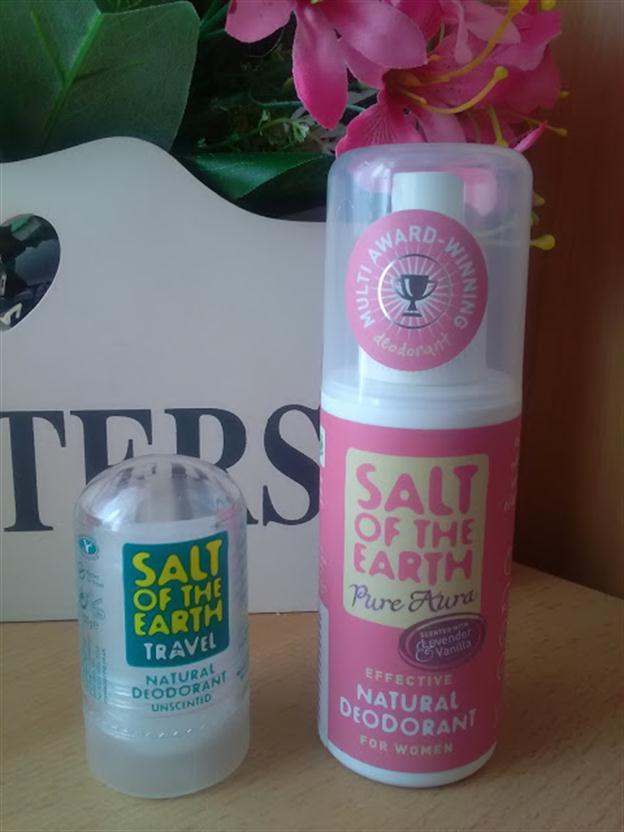 TERS
SALT
OF THE
EARTH
TRAVEL
NATURAL
DEODORANT
UNSCENTED
MULTI AWARD-WINNING
deodorant
SALT
OF THE
EARTH
Pure Aura
SCENTED WITH
Lavender
& Vanilla
EFFECTIVE
NATURAL
DEODORANT
FOR WOMEN